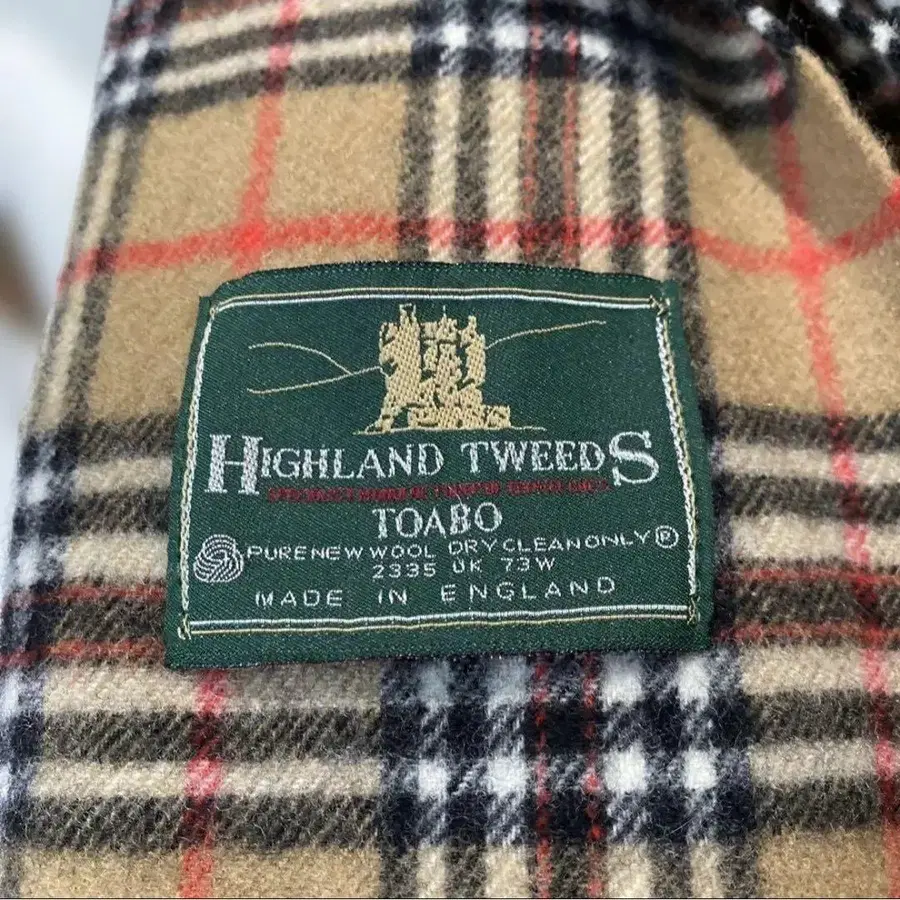 HIGHLAND TWEEDS
TOABO
PURE NEW WOOL DRY CLEAN ONLY ®
2335 UK 73W
MADE IN ENGLAND